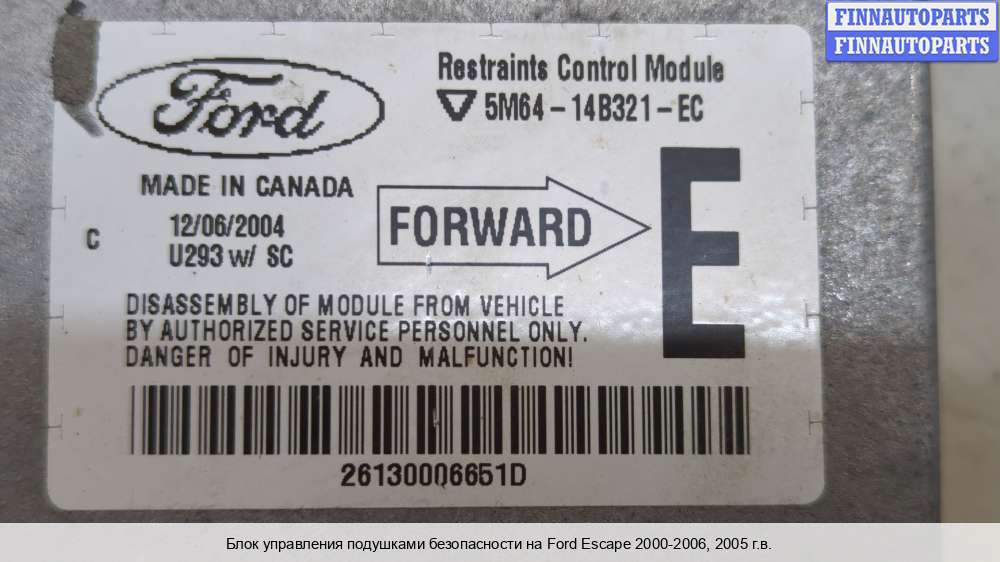 FINNAUTOPARTS
FINNAUTOPARTS
Ford
Restraints Control Module
5M64-14B321-EC
MADE IN CANADA
12/06/2004
C
U293 w/ SC
FORWARD
E
DISASSEMBLY OF MODULE FROM VEHICLE
BY AUTHORIZED SERVICE PERSONNEL ONLY.
DANGER OF INJURY AND MALFUNCTION!
26130006651D
Блок управления подушками безопасности на Ford Escape 2000-2006, 2005 г.в.